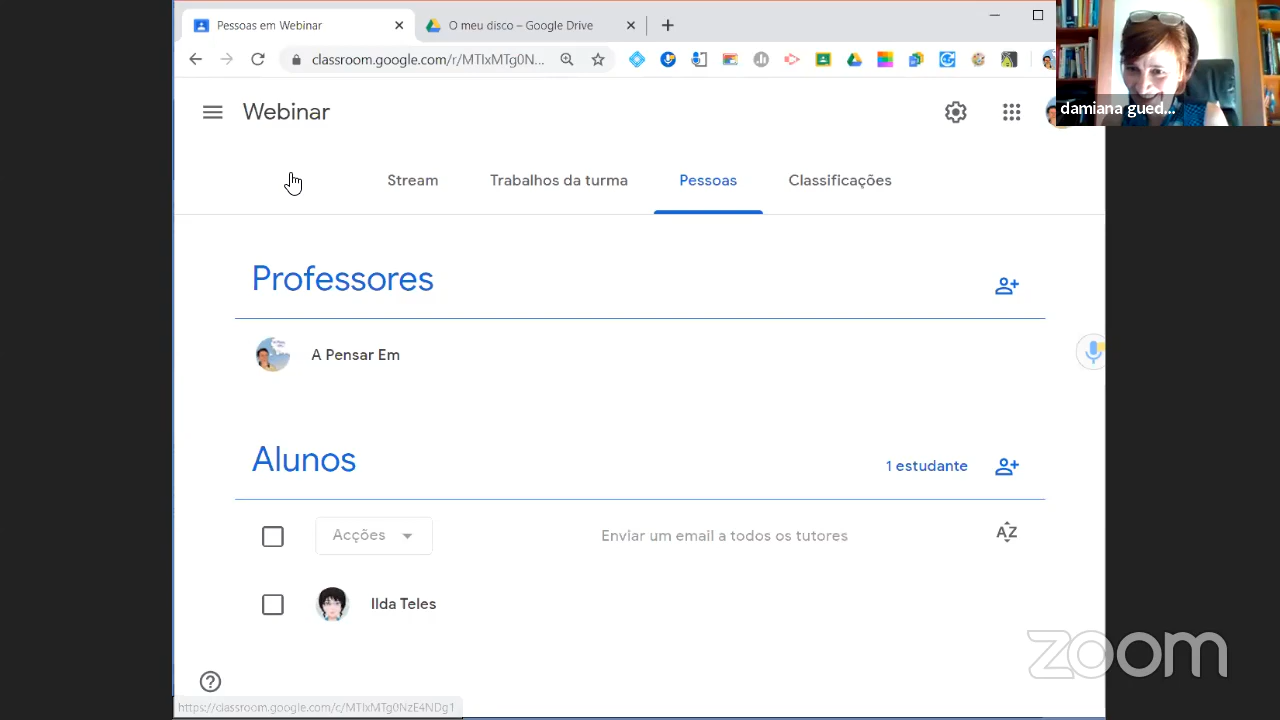 Pessoas em Webinar
O meu disco – Google Drive
classroom.google.com/r/MTIxMTg0N...
damiana gued...
Webinar
Stream
Trabalhos da turma
Pessoas
Classificações
Professores
A Pensar Em
Alunos
1 estudante
Acções
Enviar um email a todos os tutores
AZ
Ilda Teles
zoom
https://classroom.google.com/c/MTIxMTg0NzE4NDg1